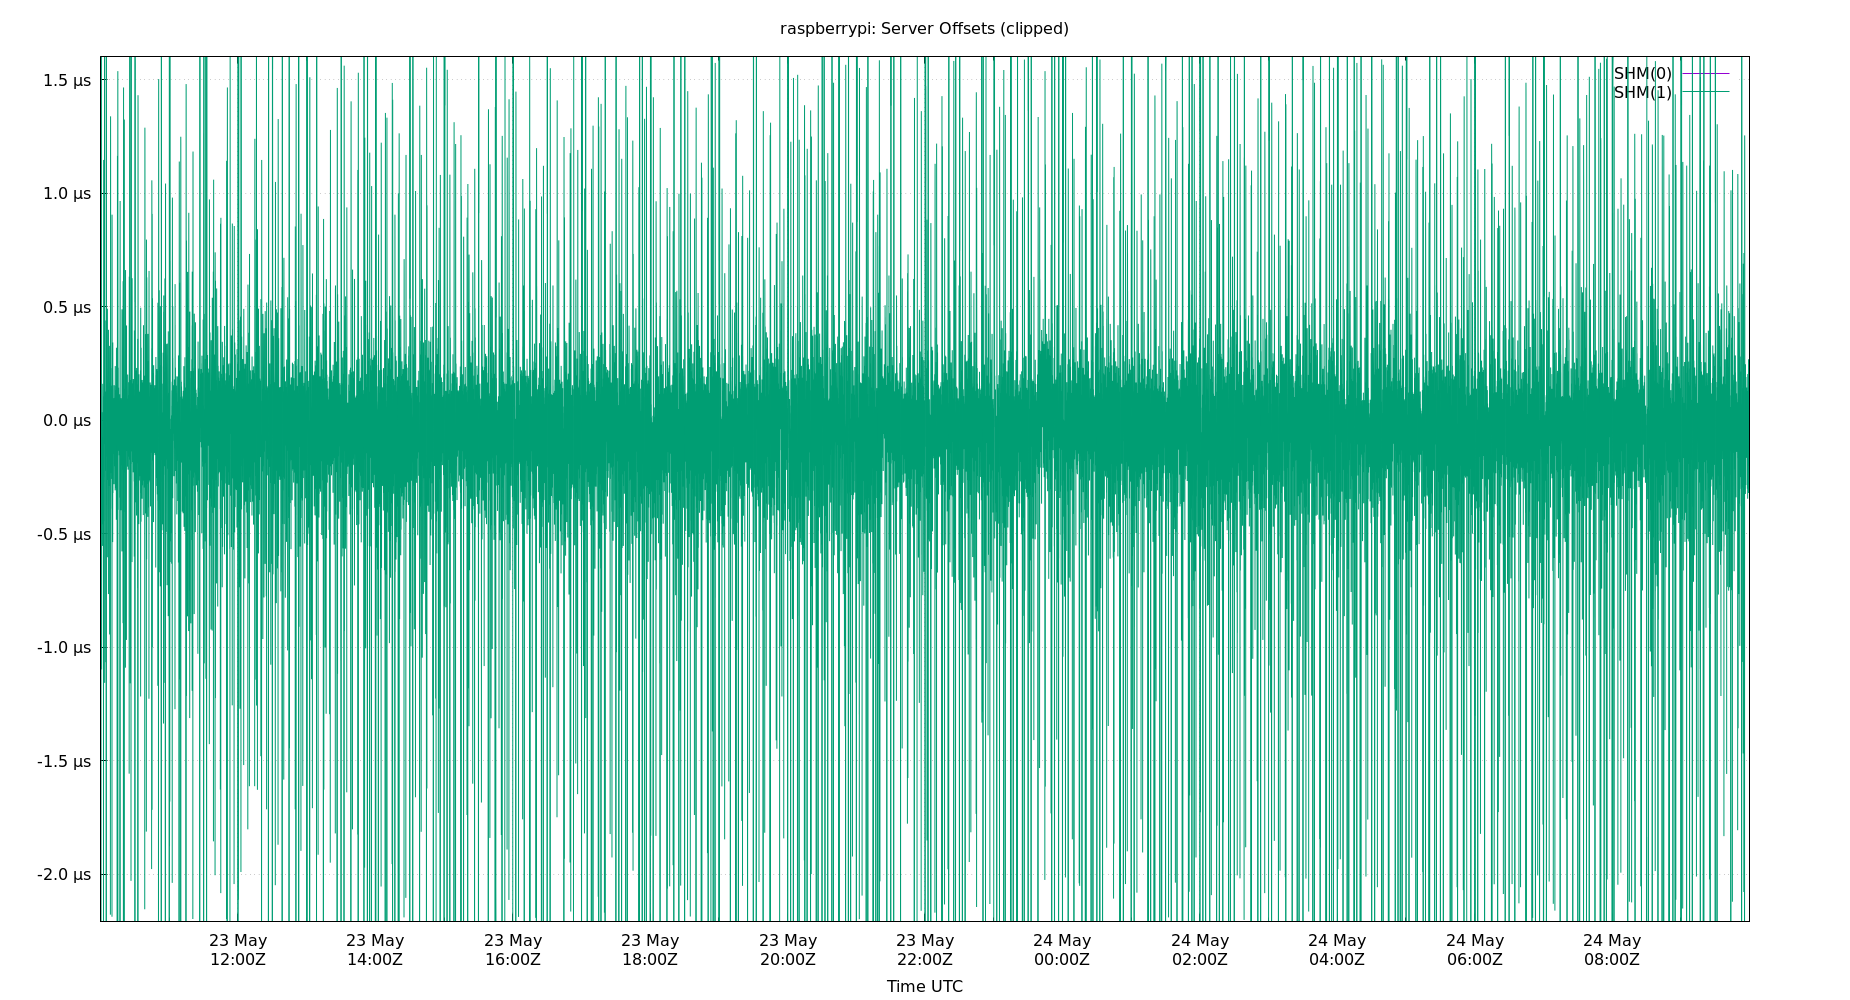 raspberrypi: Server Offsets (clipped)
1.5 µs
1.0 µs
0.5 µs
0.0 µs
-0.5 µs
-1.0 µs
-1.5 µs
-2.0 µs
SHM(0)
SHM(1)
23 May 23 May 23 May 23 May 23 May 23 May 24 May 24 May 24 May 24 May 24 May
12:00Z 14:00Z 16:00Z 18:00Z 20:00Z 22:00Z 00:00Z 02:00Z 04:00Z 06:00Z 08:00Z
Time UTC